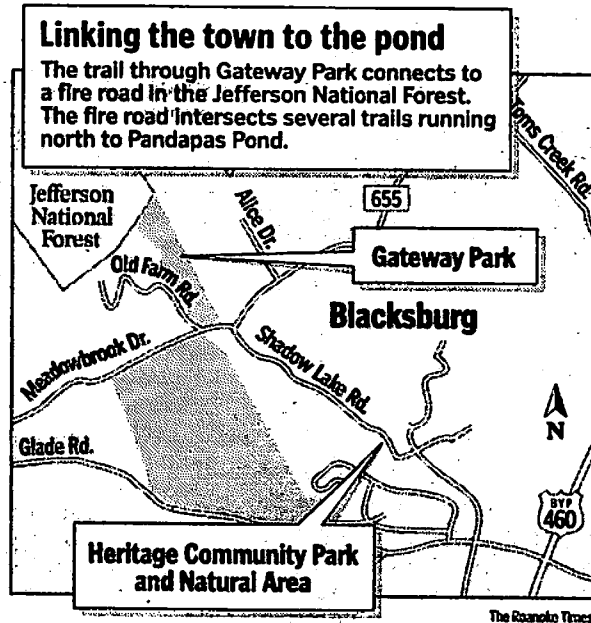 Linking the town to the pond
The trail through Gateway Park connects to
a fire road in the Jefferson National Forest.
The fire road intersects several trails running
north to Pandapas Pond.
Toms Creek Rd.
Jefferson
National
Forest
Alice Dr.
655
Old Farm Rd.
Gateway Park
Blacksburg
Meadowbrook Dr.
Shadow Lake Rd.
Glade Rd.
N
BYP
460
Heritage Community Park
and Natural Area
The Roanoke Times